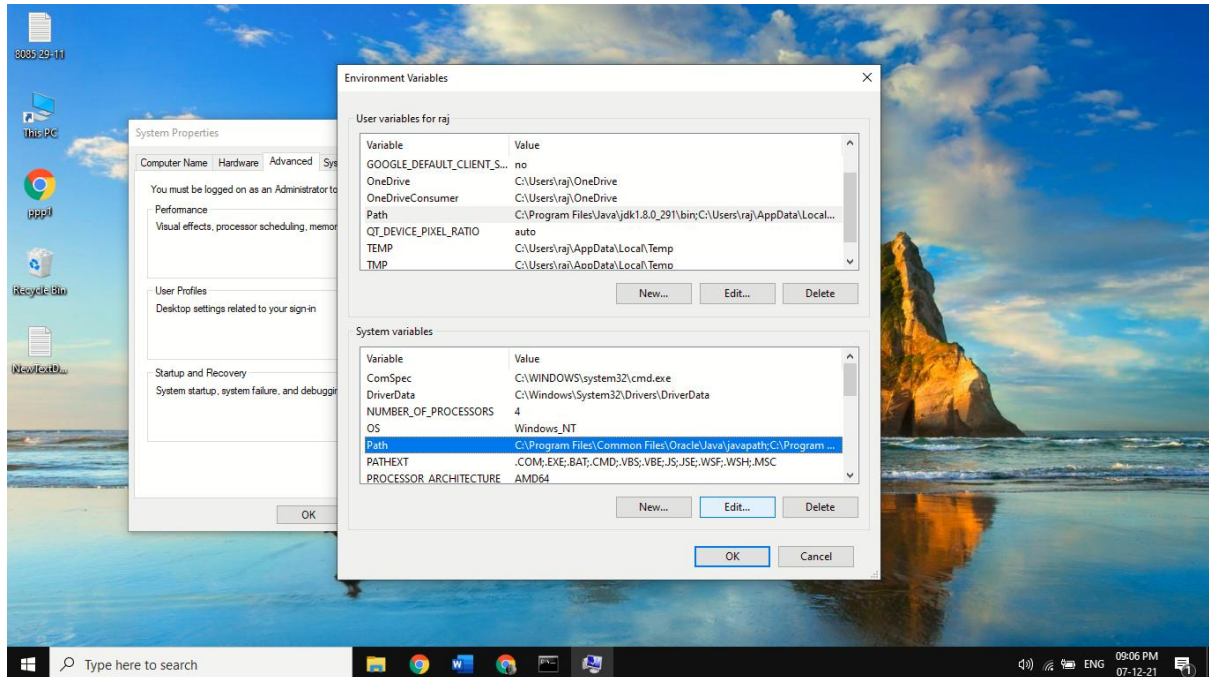 8085 29-11
This PC
pppil
Recycle Bin
NewTextD...
System Properties
Computer Name Hardware Advanced Sys
You must be logged on as an Administrator to
Performance
Visual effects, processor scheduling, memor
User Profiles
Desktop settings related to your sign-in
Startup and Recovery
System startup, system failure, and debuggir
OK
Environment Variables
User variables for raj
Variable Value
GOOGLE_DEFAULT_CLIENT_S... no
OneDrive C:\Users\raj\OneDrive
OneDriveConsumer C:\Users\raj\OneDrive
Path C:\Program Files\Java\jdk1.8.0_291\bin;C:\Users\raj\AppData\Local...
QT_DEVICE_PIXEL_RATIO auto
TEMP C:\Users\raj\AppData\Local\Temp
TMP C:\Users\raj\AppData\Local\Temp
New... Edit... Delete
System variables
Variable Value
ComSpec C:\WINDOWS\system32\cmd.exe
DriverData C:\Windows\System32\Drivers\DriverData
NUMBER_OF_PROCESSORS 4
OS Windows_NT
Path C:\Program Files\Common Files\Oracle\Java\javapath;C:\Program ...
PATHEXT .COM;.EXE;.BAT;.CMD;.VBS;.VBE;.JS;.JSE;.WSF;.WSH;.MSC
PROCESSOR_ARCHITECTURE AMD64
New... Edit... Delete
OK Cancel
Type here to search
ENG
09:06 PM
07-12-21
1